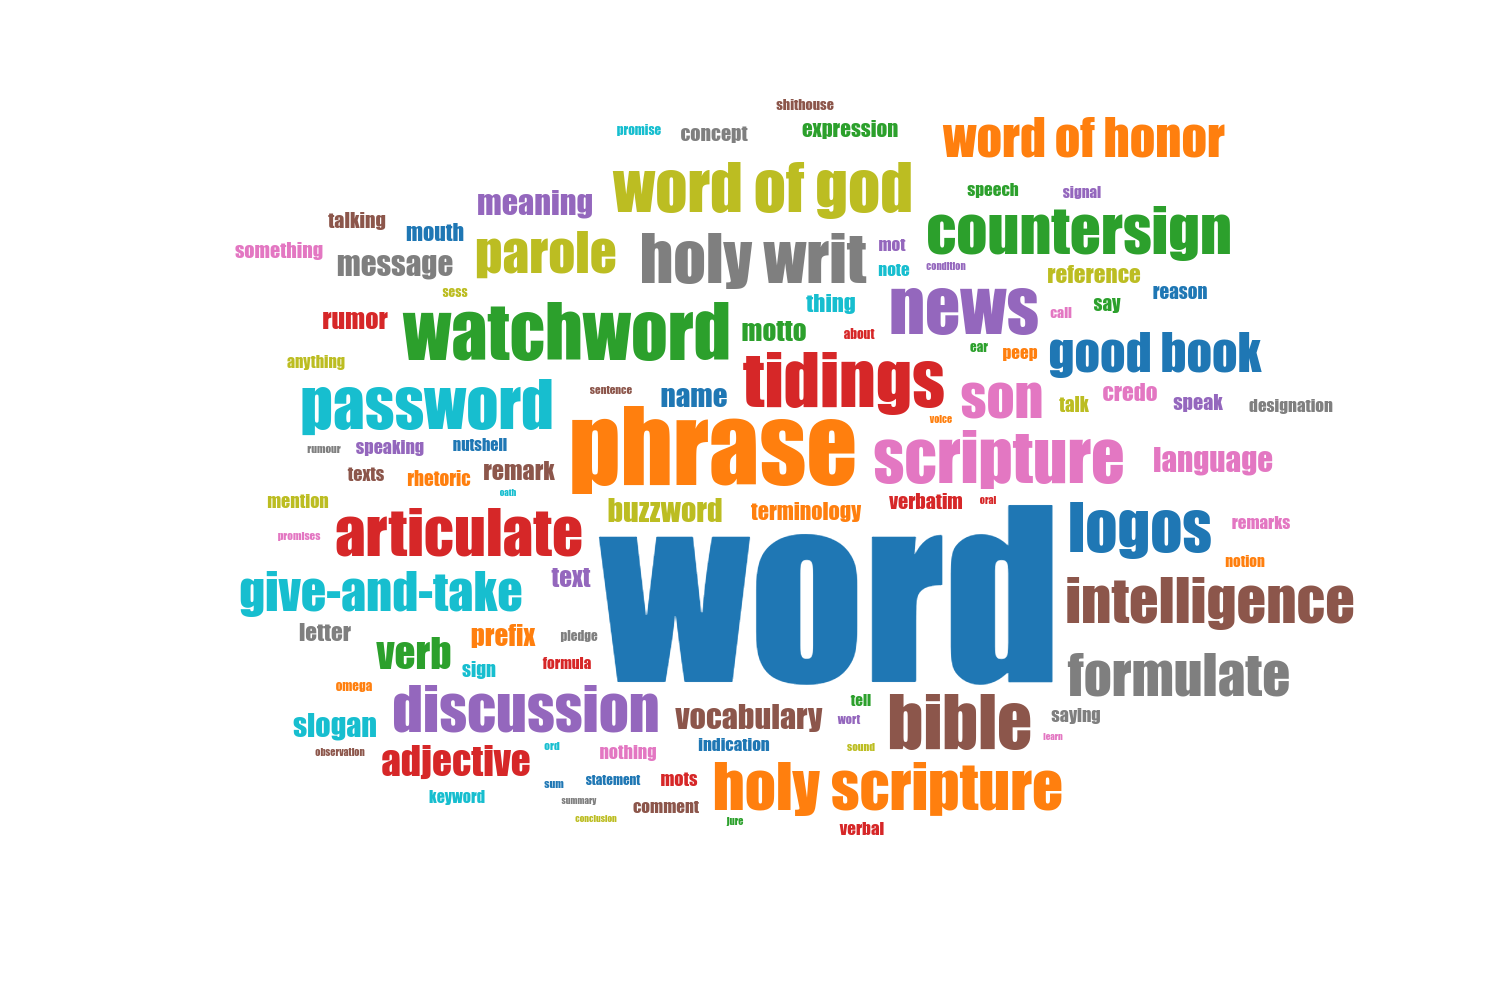 shithouse
promise
concept
expression
word of honor
word of god
speech
signal
meaning
talking
mouth
countersign
something
message
parole
holy writ
mot
note
condition
reference
sess
news
reason
thing
say
call
rumor
watchword
motto
about
ear
peep
good book
anything
tidings
password
sentence
name
son
talk
credo
speak
designation
phrase
voice
rumour
speaking
nutshell
scripture
language
texts
rhetoric
remark
oath
mention
buzzword
terminology
verbatim
oral
promises
articulate
word
logos
remarks
notion
give-and-take
text
intelligence
letter
verb
prefix
pledge
sign
formula
formulate
omega
discussion
slogan
vocabulary
tell
wort
bible
saying
learn
observation
adjective
ord
nothing
indication
sound
keyword
sum
statement
mots
holy scripture
summary
comment
conclusion
jure
verbal